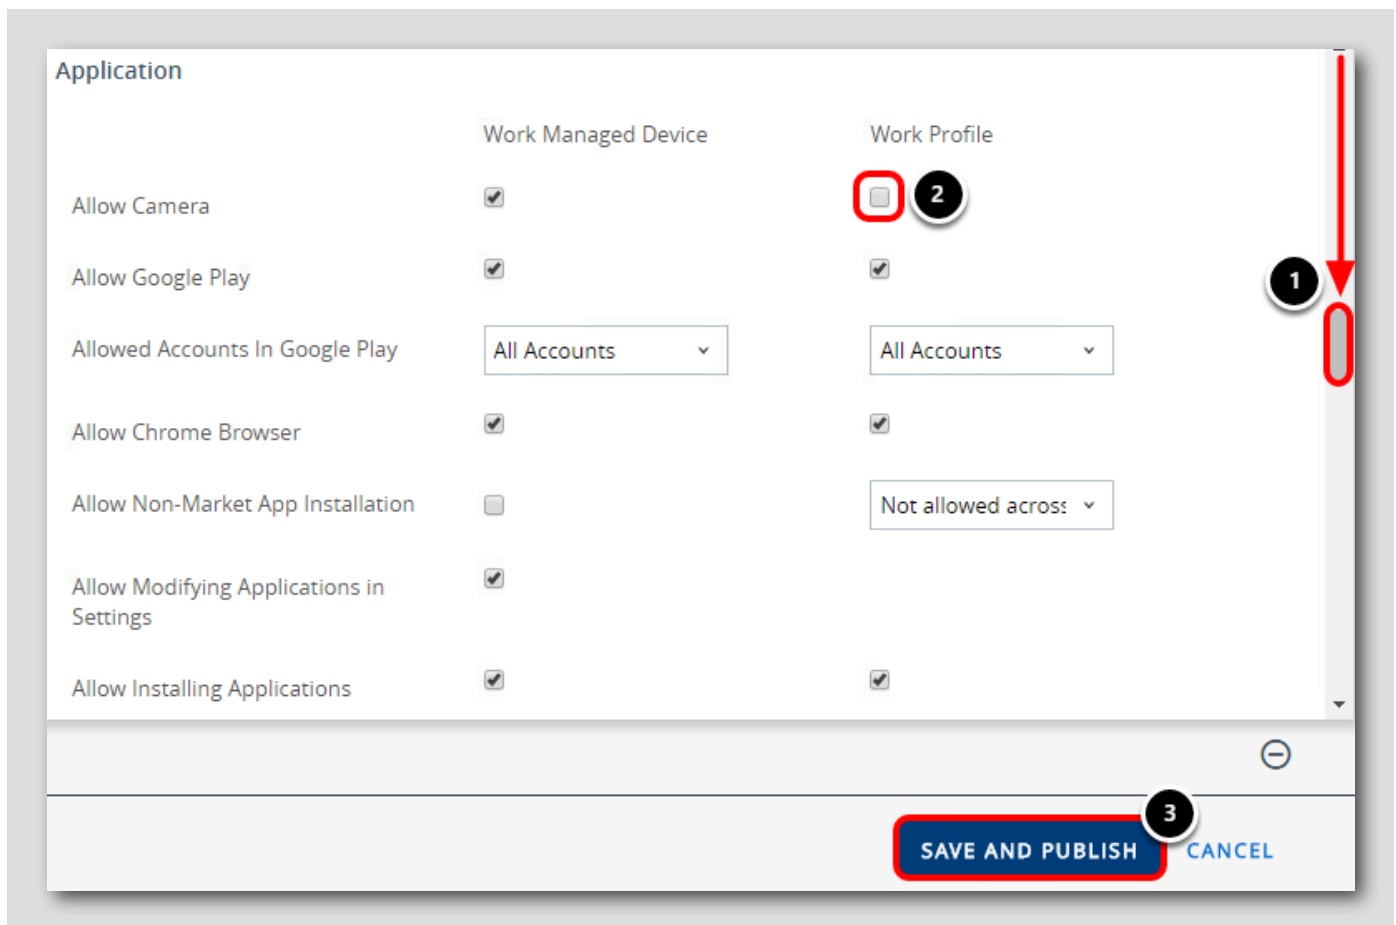 Application
Work Managed Device Work Profile
Allow Camera 2
Allow Google Play 1
Allowed Accounts In Google Play All Accounts All Accounts
Allow Chrome Browser
Allow Non-Market App Installation Not allowed across
Allow Modifying Applications in
Settings
Allow Installing Applications
3
SAVE AND PUBLISH CANCEL